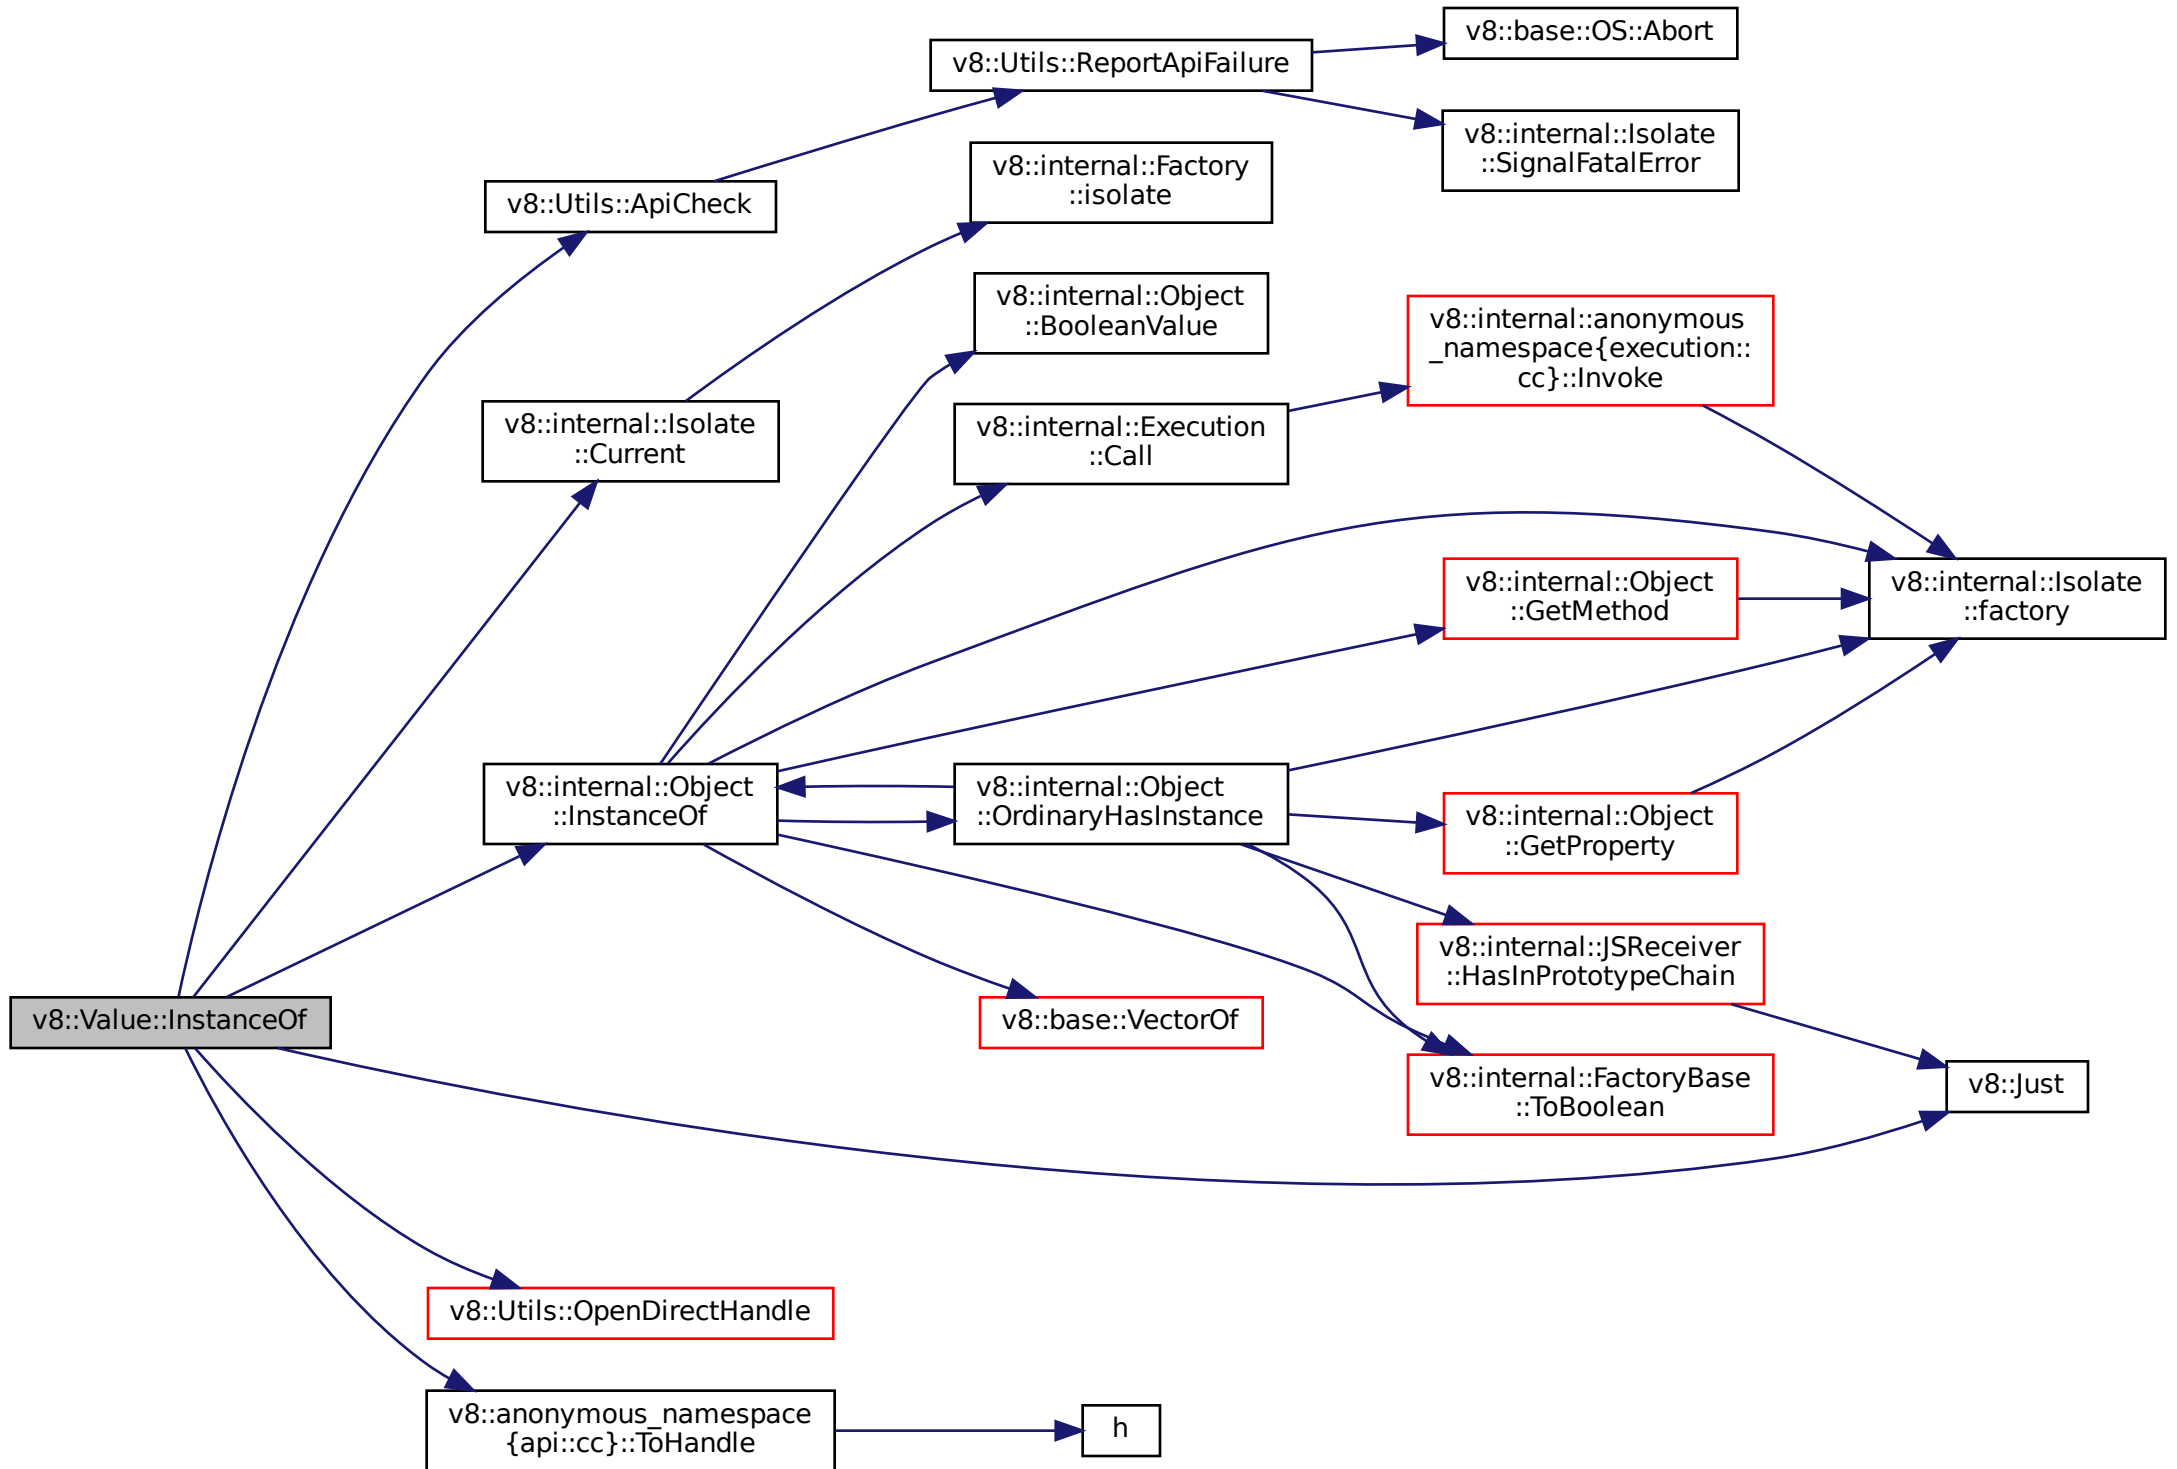 v8::base::OS::Abort
v8::Utils::ReportApiFailure
v8::internal::Isolate
::SignalFatalError
v8::internal::Factory
::isolate
v8::Utils::ApiCheck
v8::internal::Object
::BooleanValue
v8::internal::anonymous
_namespace{execution::
cc}::Invoke
v8::internal::Isolate
::Current
v8::internal::Execution
::Call
v8::internal::Object
::GetMethod
v8::internal::Isolate
::factory
v8::internal::Object
::InstanceOf
v8::internal::Object
::OrdinaryHasInstance
v8::internal::Object
::GetProperty
v8::internal::JSReceiver
::HasInPrototypeChain
v8::Value::InstanceOf
v8::base::VectorOf
v8::internal::FactoryBase
::ToBoolean
v8::Just
v8::Utils::OpenDirectHandle
v8::anonymous_namespace
{api::cc}::ToHandle
h